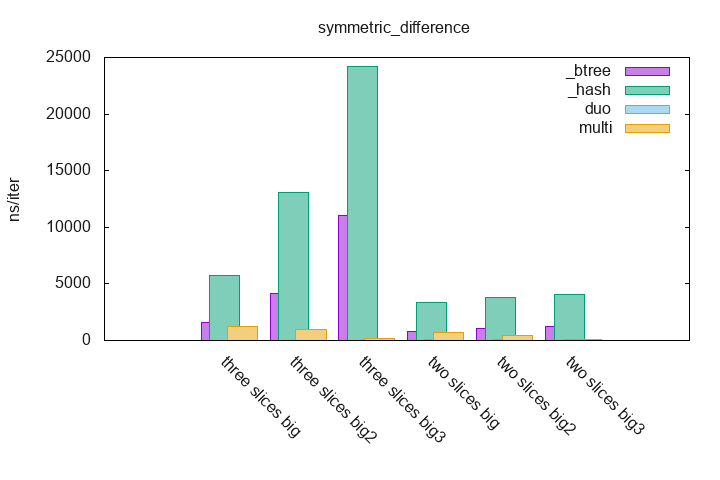 symmetric_difference
25000
20000
15000
10000
5000
0
ns/iter
_btree
_hash
duo
multi
three slices big
three slices big2
three slices big3
two slices big
two slices big2
two slices big3